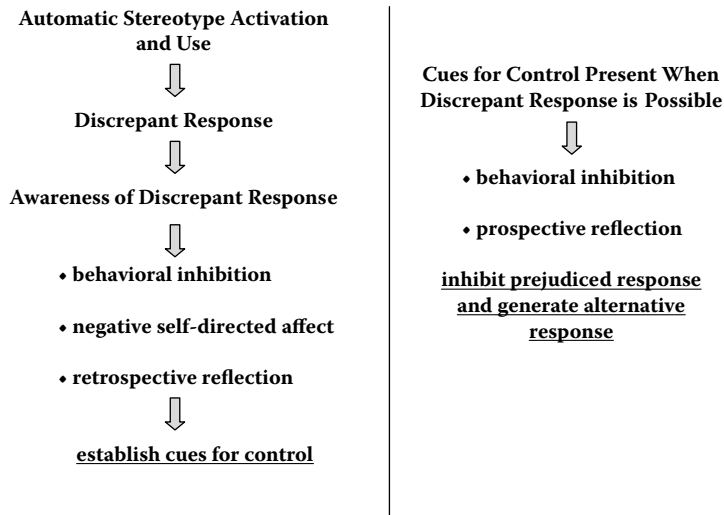 Automatic Stereotype Activation
and Use
Discrepant Response
Awareness of Discrepant Response
• behavioral inhibition
• negative self-directed affect
• retrospective reflection
establish cues for control
Cues for Control Present When
Discrepant Response is Possible
• behavioral inhibition
• prospective reflection
inhibit prejudiced response
and generate alternative
response